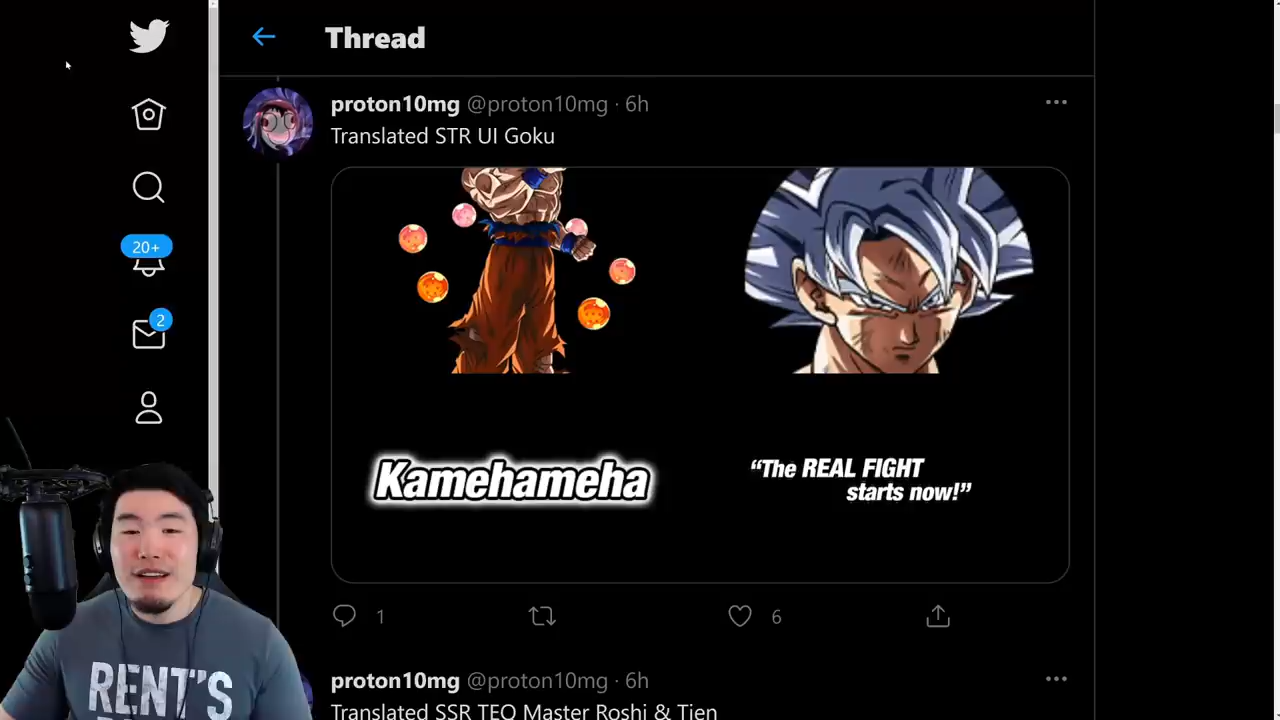 Thread
proton10mg @proton10mg · 6h
Translated STR UI Goku
20+
2
Kamehameha
“The REAL FIGHT
starts now!”
1
6
proton10mg @proton10mg · 6h
Translated SSR TEQ Master Roshi & Tien
RENT'S